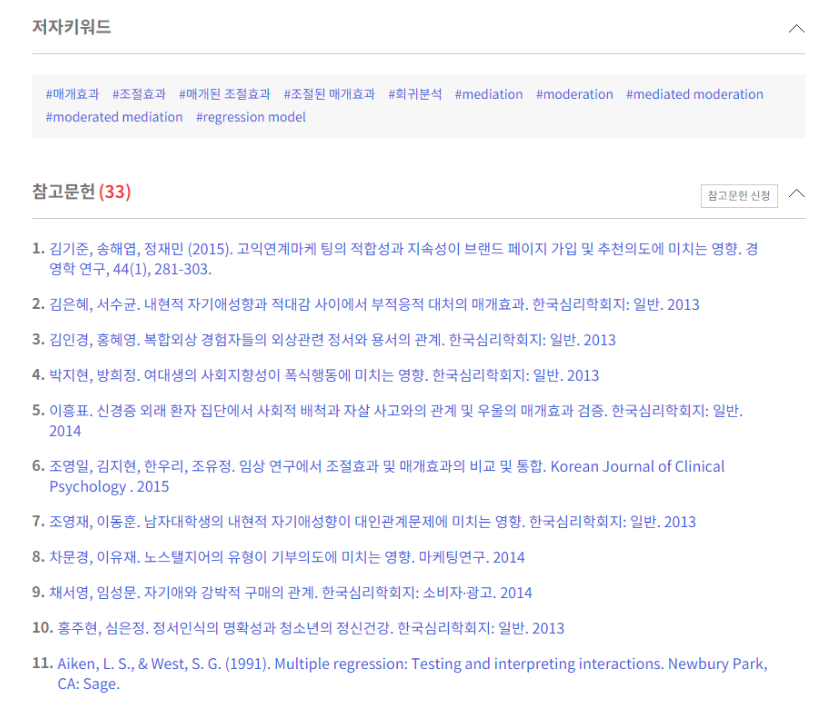 저자키워드
#매개효과 #조절효과 #매개된 조절효과 #조절된 매개효과 #회귀분석 #mediation #moderation #mediated moderation
#moderated mediation #regression model
참고문헌 (33)
참고문헌 신청
1. 김기준, 송해엽, 정재민 (2015). 고익연계마케 팅의 적합성과 지속성이 브랜드 페이지 가입 및 추천의도에 미치는 영향. 경
영학 연구, 44(1), 281-303.
2. 김은혜, 서수균. 내현적 자기애성향과 적대감 사이에서 부적응적 대처의 매개효과. 한국심리학회지: 일반. 2013
3. 김인경, 홍혜영. 복합외상 경험자들의 외상관련 정서와 용서의 관계. 한국심리학회지: 일반. 2013
4. 박지현, 방희정. 여대생의 사회지향성이 폭식행동에 미치는 영향. 한국심리학회지: 일반. 2013
5. 이흥표. 신경증 외래 환자 집단에서 사회적 배척과 자살 사고와의 관계 및 우울의 매개효과 검증. 한국심리학회지: 일반.
2014
6. 조영일, 김지현, 한우리, 조유정. 임상 연구에서 조절효과 및 매개효과의 비교 및 통합. Korean Journal of Clinical
Psychology . 2015
7. 조영재, 이동훈. 남자대학생의 내현적 자기애성향이 대인관계문제에 미치는 영향. 한국심리학회지: 일반. 2013
8. 차문경, 이유재. 노스탤지어의 유형이 기부의도에 미치는 영향. 마케팅연구. 2014
9. 채서영, 임성문. 자기애와 강박적 구매의 관계. 한국심리학회지: 소비자·광고. 2014
10. 홍주현, 심은정. 정서인식의 명확성과 청소년의 정신건강. 한국심리학회지: 일반. 2013
11. Aiken, L. S., & West, S. G. (1991). Multiple regression: Testing and interpreting interactions. Newbury Park,
CA: Sage.